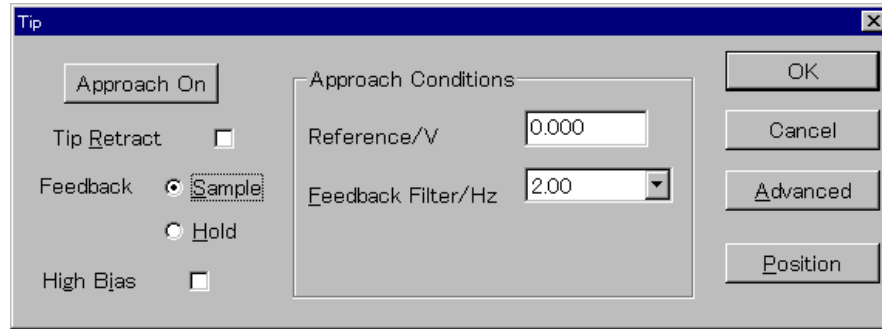 Tip
Approach On
Tip Retract
Feedback
Sample
Hold
High Bias
Approach Conditions
Reference/V
0.000
Feedback Filter/Hz
2.00
OK
Cancel
Advanced
Position